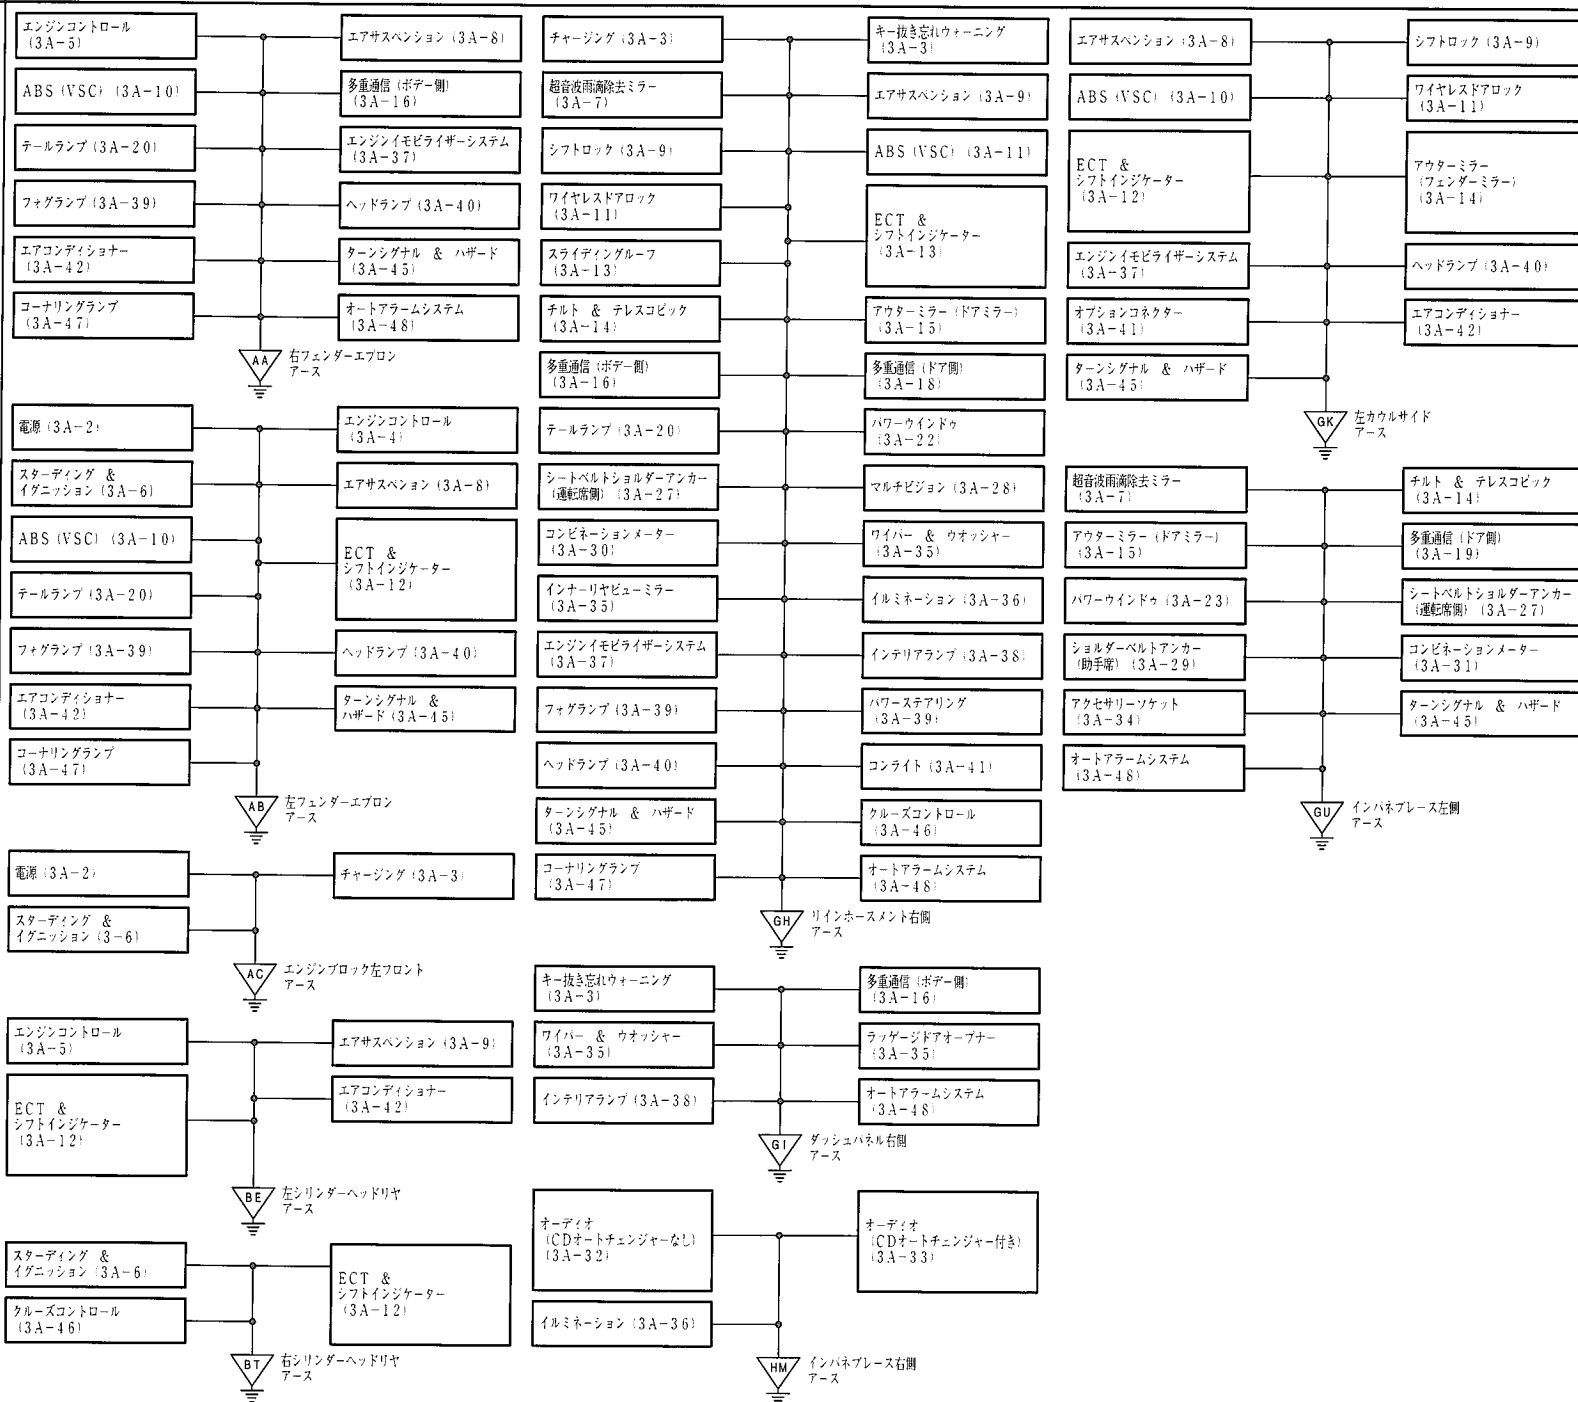 エンジンコントロール
(3A-5)
エアサスペンション (3A-8)
ABS (VSC) (3A-10)
多重通信 (ボデー側)
(3A-16)
テールランプ (3A-20)
エンジンイモビライザーシステム
(3A-37)
フォグランプ (3A-39)
ヘッドランプ (3A-40)
エアコンディショナー
(3A-42)
ターンシグナル & ハザード
(3A-45)
コーナリングランプ
(3A-47)
オートアラームシステム
(3A-48)
AA
右フェンダーエプロン
アース
電源 (3A-2)
エンジンコントロール
(3A-4)
スターティング &
イグニッション (3A-6)
エアサスペンション (3A-8)
ABS (VSC) (3A-10)
ECT &
シフトインジケーター
(3A-12)
テールランプ (3A-20)
フォグランプ (3A-39)
ヘッドランプ (3A-40)
エアコンディショナー
(3A-42)
ターンシグナル &
ハザード (3A-45)
コーナリングランプ
(3A-47)
AB
左フェンダーエプロン
アース
電源 (3A-2)
チャージング (3A-3)
スターティング &
イグニッション (3-6)
AC
エンジンブロック左フロント
アース
エンジンコントロール
(3A-5)
エアサスペンション (3A-9)
ECT &
シフトインジケーター
(3A-12)
エアコンディショナー
(3A-42)
BE
左シリンダーヘッドリヤ
アース
スターティング &
イグニッション (3A-6)
ECT &
シフトインジケーター
(3A-12)
クルーズコントロール
(3A-46)
BT
右シリンダーヘッドリヤ
アース
チャージング (3A-3)
キー抜き忘れウォーニング
(3A-3)
超音波雨滴除去ミラー
(3A-7)
エアサスペンション (3A-9)
シフトロック (3A-9)
ABS (VSC) (3A-11)
ワイヤレスドアロック
(3A-11)
ECT &
シフトインジケーター
(3A-13)
スライディングルーフ
(3A-13)
チルト & テレスコピック
(3A-14)
アウターミラー (ドアミラー)
(3A-15)
多重通信 (ボデー側)
(3A-16)
多重通信 (ドア側)
(3A-18)
テールランプ (3A-20)
パワーウインドゥ
(3A-22)
シートベルトショルダーアンカー
(運転席側) (3A-27)
マルチビジョン (3A-28)
コンビネーションメーター
(3A-30)
ワイパー & ウオッシャー
(3A-35)
インナーリヤビューミラー
(3A-35)
イルミネーション (3A-36)
エンジンイモビライザーシステム
(3A-37)
インテリアランプ (3A-38)
フォグランプ (3A-39)
パワーステアリング
(3A-39)
ヘッドランプ (3A-40)
コンライト (3A-41)
ターンシグナル & ハザード
(3A-45)
クルーズコントロール
(3A-46)
コーナリングランプ
(3A-47)
オートアラームシステム
(3A-48)
GH
リインホースメント右側
アース
キー抜き忘れウォーニング
(3A-3)
多重通信 (ボデー側)
(3A-16)
ワイパー & ウオッシャー
(3A-35)
ラッゲージドアオープナー
(3A-35)
インテリアランプ (3A-38)
オートアラームシステム
(3A-48)
GI
ダッシュパネル右側
アース
オーディオ
(CDオートチェンジャーなし)
(3A-32)
オーディオ
(CDオートチェンジャー付き)
(3A-33)
イルミネーション (3A-36)
HM
インパネブレース右側
アース
エアサスペンション (3A-8)
シフトロック (3A-9)
ABS (VSC) (3A-10)
ワイヤレスドアロック
(3A-11)
ECT &
シフトインジケーター
(3A-12)
アウターミラー
(フェンダーミラー)
(3A-14)
エンジンイモビライザーシステム
(3A-37)
ヘッドランプ (3A-40)
オプションコネクター
(3A-41)
エアコンディショナー
(3A-42)
ターンシグナル & ハザード
(3A-45)
GK
左カウルサイド
アース
超音波雨滴除去ミラー
(3A-7)
チルト & テレスコピック
(3A-14)
アウターミラー (ドアミラー)
(3A-15)
多重通信 (ドア側)
(3A-19)
パワーウインドゥ (3A-23)
シートベルトショルダーアンカー
(運転席側) (3A-27)
ショルダーベルトアンカー
(助手席) (3A-29)
コンビネーションメーター
(3A-31)
アクセサリーソケット
(3A-34)
ターンシグナル & ハザード
(3A-45)
オートアラームシステム
(3A-48)
GU
インパネブレース左側
アース